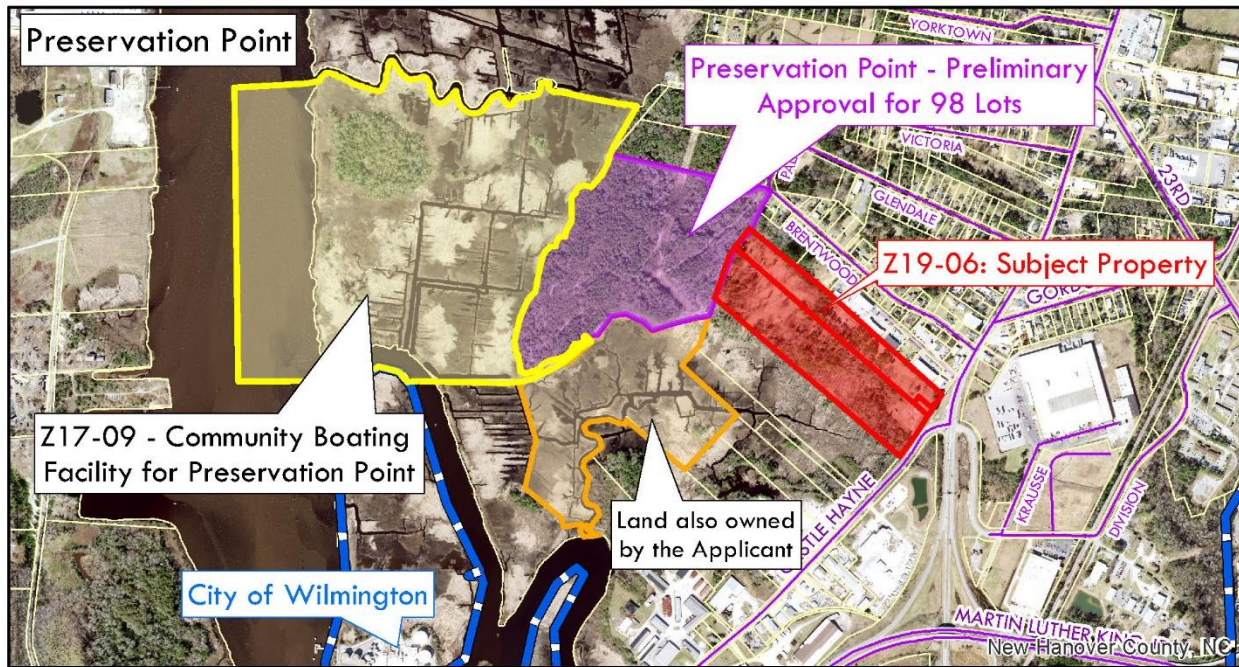 Preservation Point
YORKTOWN
Preservation Point - Preliminary
Approval for 98 Lots
VICTORIA
23RD
GLENDALE
BRENTWOOD
Z19-06: Subject Property
Z17-09 - Community Boating
Facility for Preservation Point
Land also owned
by the Applicant
KRAUSSE
DIVISION
City of Wilmington
MARTIN LUTHER KING
New Hanover County, NC